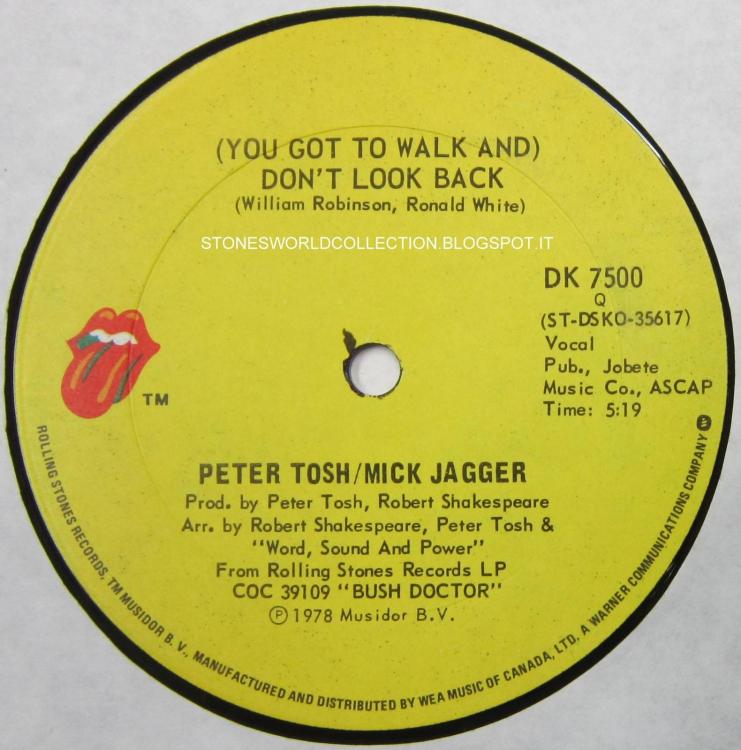 (YOU GOT TO WALK AND)
DON'T LOOK BACK
(William Robinson, Ronald White)
STONESWORLDCOLLECTION.BLOGSPOT.IT
DK 7500
Q
(ST-DSKO-35617)
Vocal
Pub., Jobete
Music Co., ASCAP
Time: 5:19
TM
PETER TOSH/MICK JAGGER
Prod. by Peter Tosh, Robert Shakespeare
Arr. by Robert Shakespeare, Peter Tosh &
"Word, Sound And Power"
From Rolling Stones Records LP
COC 39109 "BUSH DOCTOR"
Ⓟ 1978 Musidor B.V.
ROLLING STONES RECORDS, TM MUSIDOR B. V., MANUFACTURED AND DISTRIBUTED BY WEA MUSIC OF CANADA, LTD. A WARNER COMMUNICATIONS COMPANY